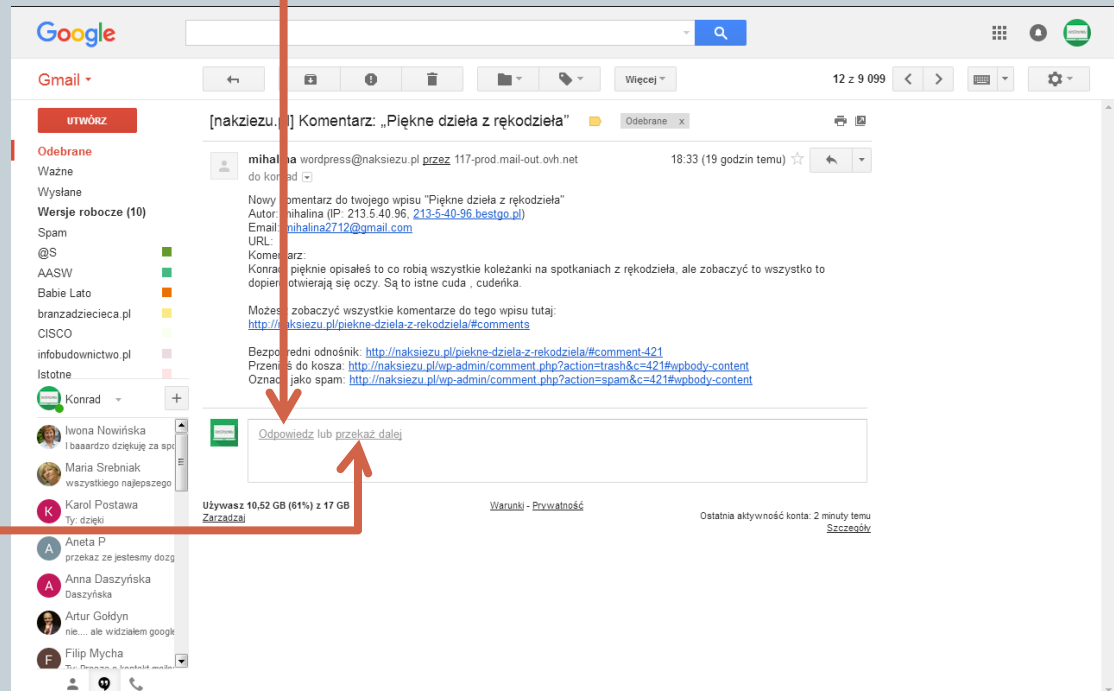 Google
Gmail
Więcej
12 z 9 099
UTWÓRZ
Odebrane
Ważne
Wysłane
Wersje robocze (10)
Spam
@S
AASW
Babie Lato
branzadziecieca.pl
CISCO
infobudownictwo.pl
Istotne
Konrad
Iwona Nowińska
I baaardzo dziękuję za spo
Maria Srebniak
wszystkiego najlepszego
K
Karol Postawa
Ty: dzięki
A
Aneta P
przekaz ze jestesmy dozg
A
Anna Daszyńska
Daszyńska
Artur Gołdyn
nie.... ale widziałem google
F
Filip Mycha
[nakziezu.pl] Komentarz: „Piękne dzieła z rękodzieła”
Odebrane x
mihalina wordpress@naksiezu.pl przez 117-prod.mail-out.ovh.net
18:33 (19 godzin temu)
do konrad
Nowy komentarz do twojego wpisu "Piękne dzieła z rękodzieła"
Autor: mihalina (IP: 213.5.40.96, 213-5-40-96.bestgo.pl)
Email: mihalina2712@gmail.com
URL:
Komentarz:
Konrad, pięknie opisałeś to co robią wszystkie koleżanki na spotkaniach z rękodzieła, ale zobaczyć to wszystko to
dopiero otwierają się oczy. Są to istne cuda , cudeńka.
Możesz zobaczyć wszystkie komentarze do tego wpisu tutaj:
http://naksiezu.pl/piekne-dziela-z-rekodziela/#comments
Bezpośredni odnośnik: http://naksiezu.pl/piekne-dziela-z-rekodziela/#comment-421
Przenieś do kosza: http://naksiezu.pl/wp-admin/comment.php?action=trash&c=421#wpbody-content
Oznacz jako spam: http://naksiezu.pl/wp-admin/comment.php?action=spam&c=421#wpbody-content
Odpowiedz lub przekaż dalej
Używasz 10,52 GB (61%) z 17 GB
Zarządzaj
Warunki - Prywatność
Ostatnia aktywność konta: 2 minuty temu
Szczegóły